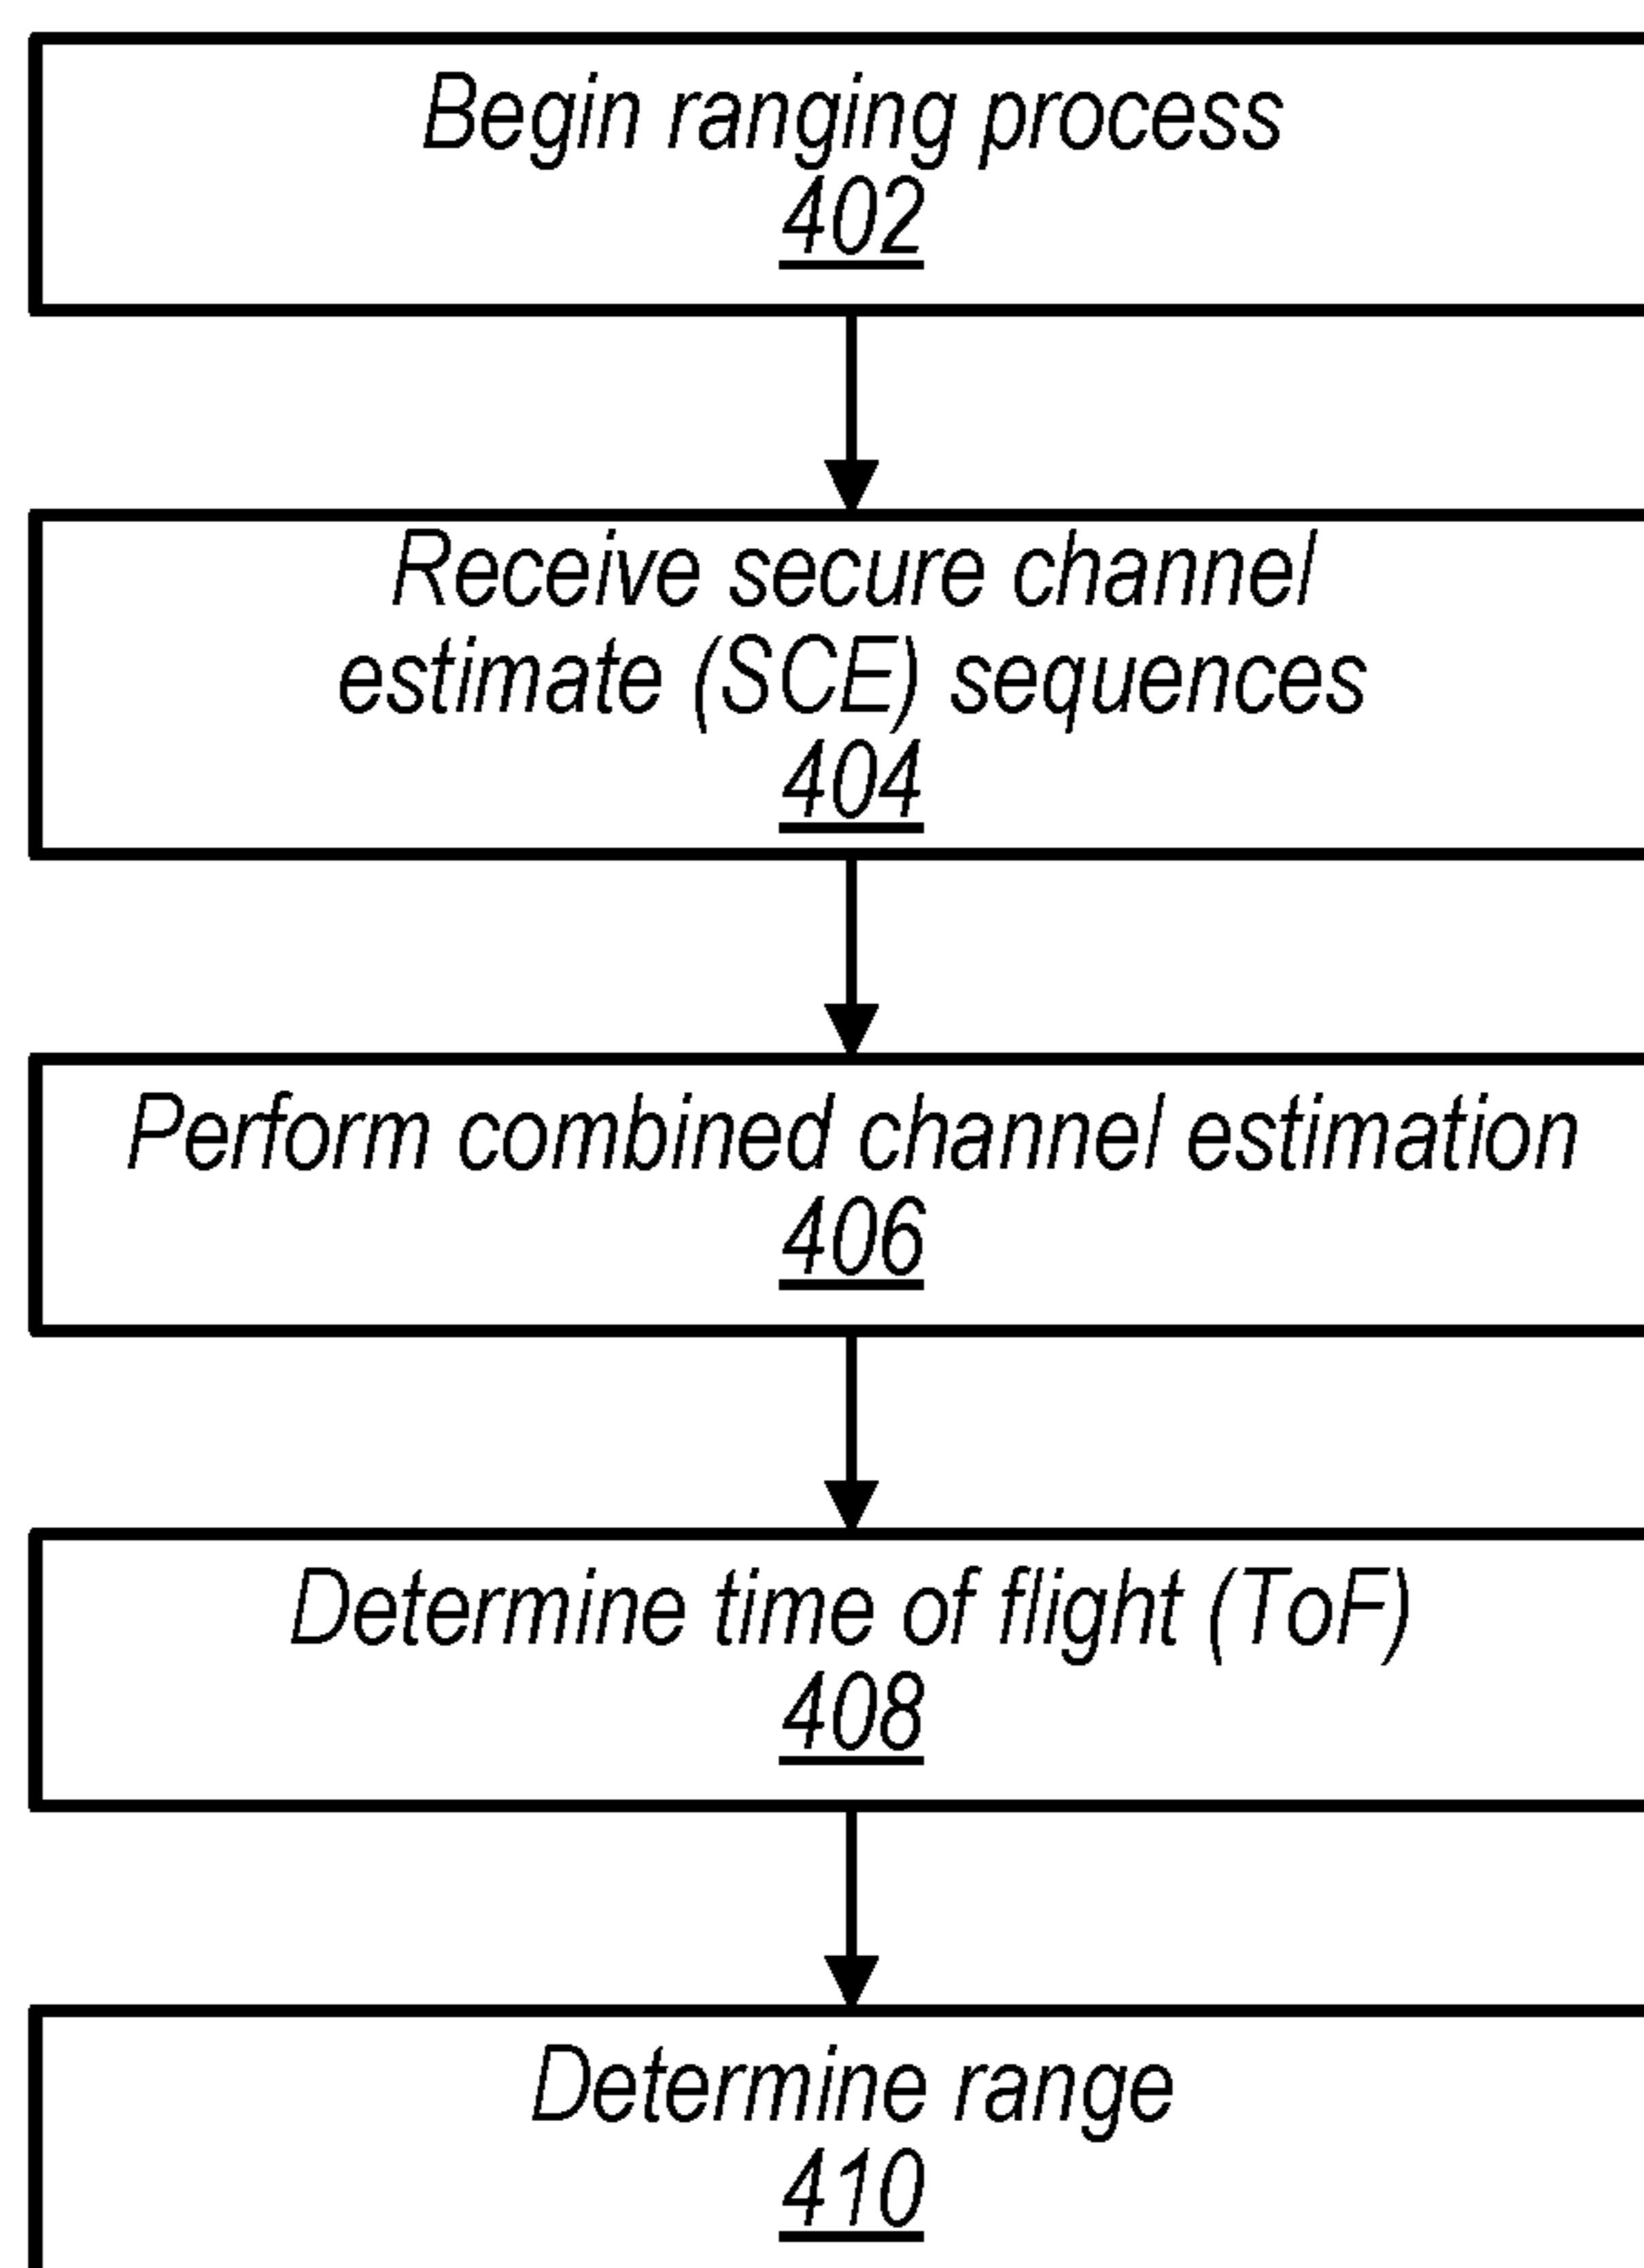 Begin ranging process
402
Receive secure channel
estimate (SCE) sequences
404
Perform combined channel estimation
406
Determine time of flight (ToF)
408
Determine range
410